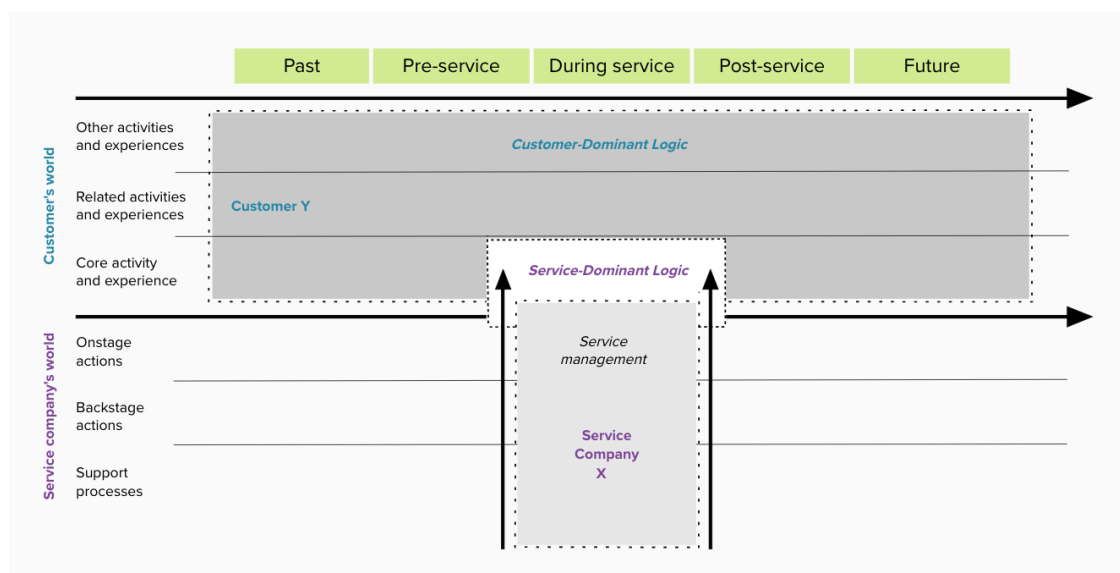 Past
Pre-service
During service
Post-service
Future
Customer's world
Other activities
and experiences
Customer-Dominant Logic
Related activities
and experiences
Customer Y
Core activity
and experience
Service-Dominant Logic
Service company's world
Onstage
actions
Service
management
Backstage
actions
Service
Company
X
Support
processes